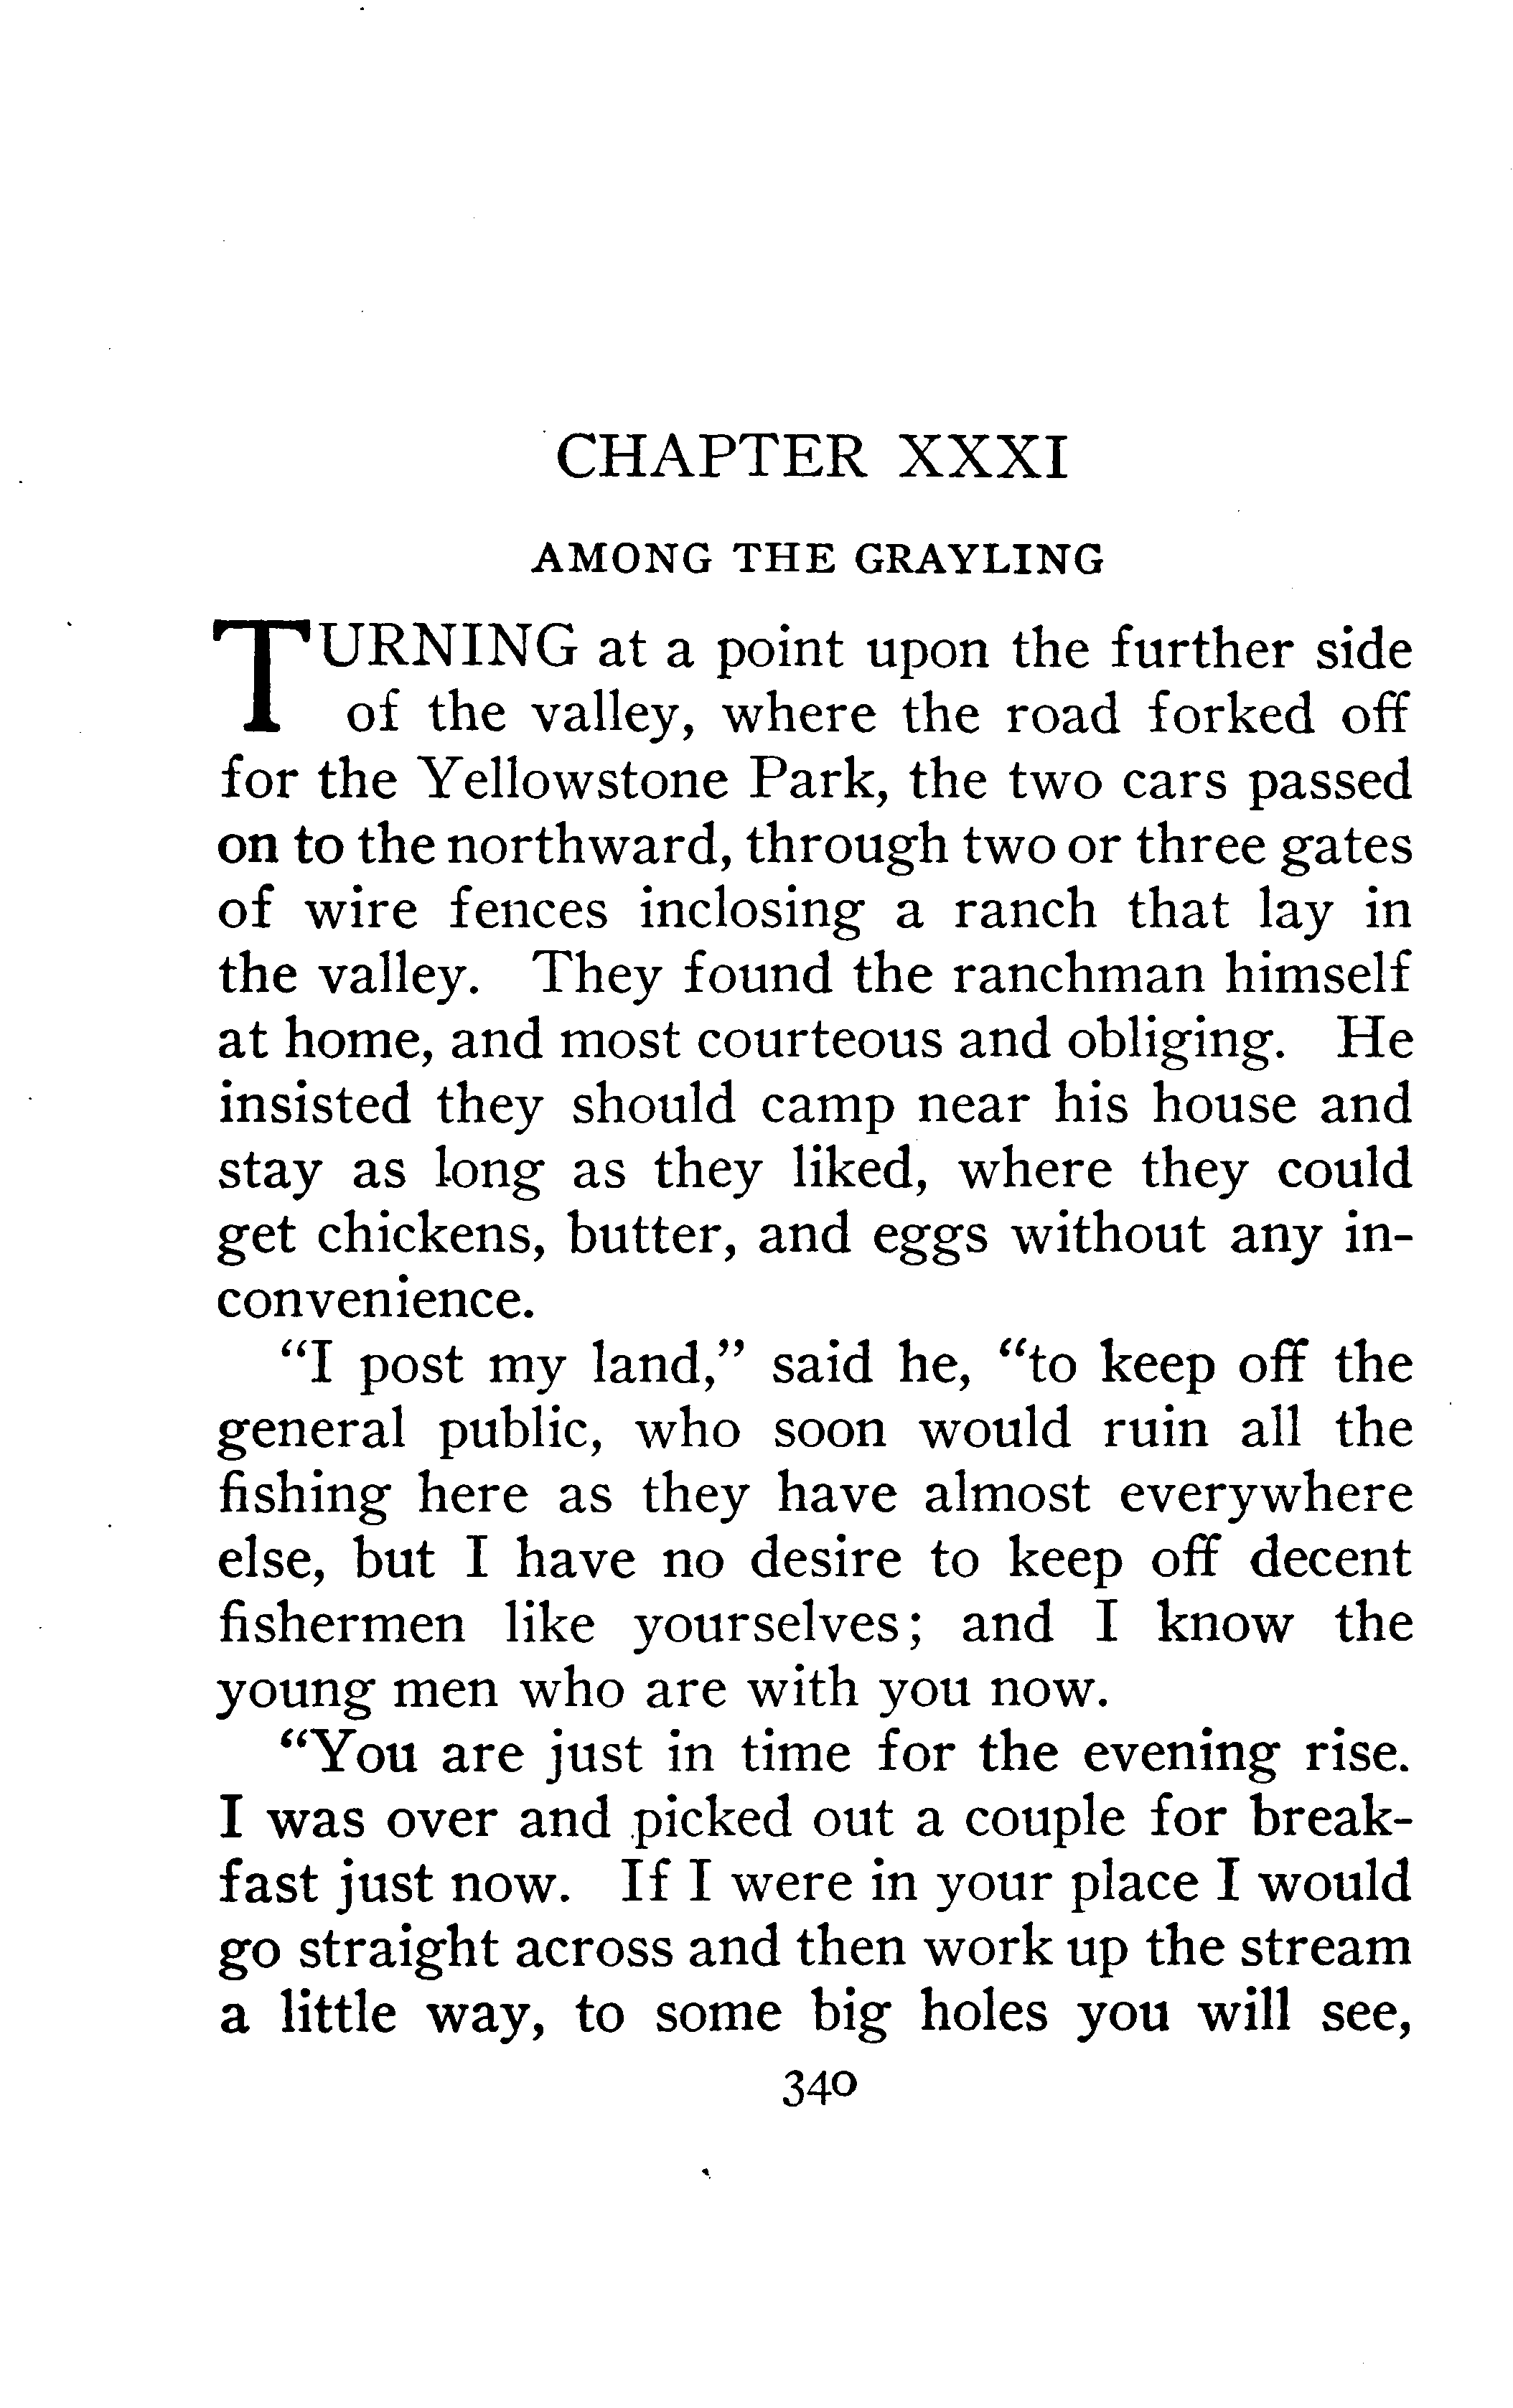 CHAPTER XXXI
AMONG THE GRAYLING
TURNING at a point upon the further side
of the valley, where the road forked off
for the Yellowstone Park, the two cars passed
on to the northward, through two or three gates
of wire fences inclosing a ranch that lay in
the valley. They found the ranchman himself
at home, and most courteous and obliging. He
insisted they should camp near his house and
stay as long as they liked, where they could
get chickens, butter, and eggs without any in-
convenience.
"I post my land," said he, "to keep off the
general public, who soon would ruin all the
fishing here as they have almost everywhere
else, but I have no desire to keep off decent
fishermen like yourselves; and I know the
young men who are with you now.
"You are just in time for the evening rise.
I was over and picked out a couple for break-
fast just now. If I were in your place I would
go straight across and then work up the stream
a little way, to some big holes you will see,
340